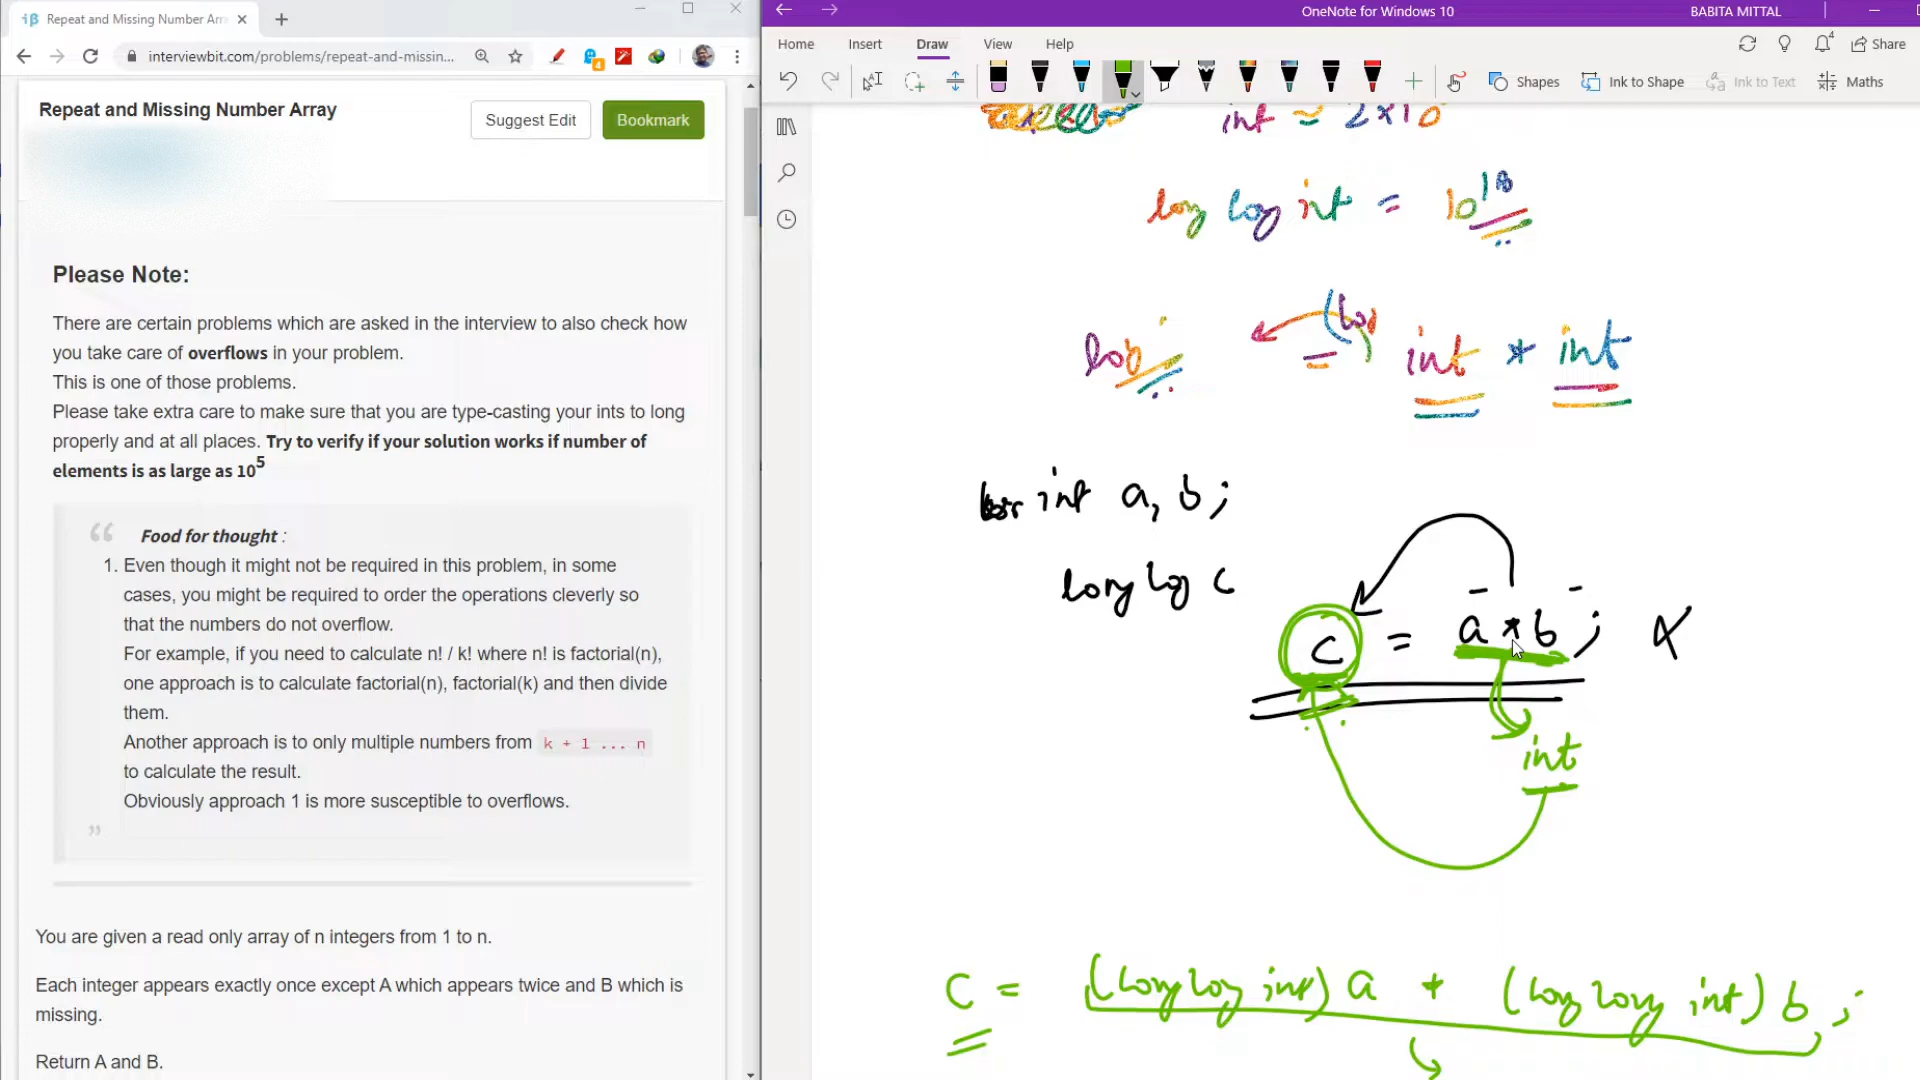 Repeat and Missing Number Arr
interviewbit.com/problems/repeat-and-missin...
4
Repeat and Missing Number Array
Suggest Edit
Bookmark
Please Note:
There are certain problems which are asked in the interview to also check how
you take care of overflows in your problem.
This is one of those problems.
Please take extra care to make sure that you are type-casting your ints to long
properly and at all places. Try to verify if your solution works if number of
elements is as large as 10^5
Food for thought :
1. Even though it might not be required in this problem, in some
cases, you might be required to order the operations cleverly so
that the numbers do not overflow.
For example, if you need to calculate n! / k! where n! is factorial(n),
one approach is to calculate factorial(n), factorial(k) and then divide
them.
Another approach is to only multiple numbers from k + 1 ... n
to calculate the result.
Obviously approach 1 is more susceptible to overflows.
You are given a read only array of n integers from 1 to n.
Each integer appears exactly once except A which appears twice and B which is
missing.
Return A and B.
OneNote for Windows 10
BABITA MITTAL
Home Insert Draw View Help
4
Share
Shapes
Ink to Shape
Ink to Text
Maths
int ≃ 2*10
long long int = 10^18
int * int
int a, b;
long long c
c = a * b;
int
c = (long long int) a * (long long int) b;